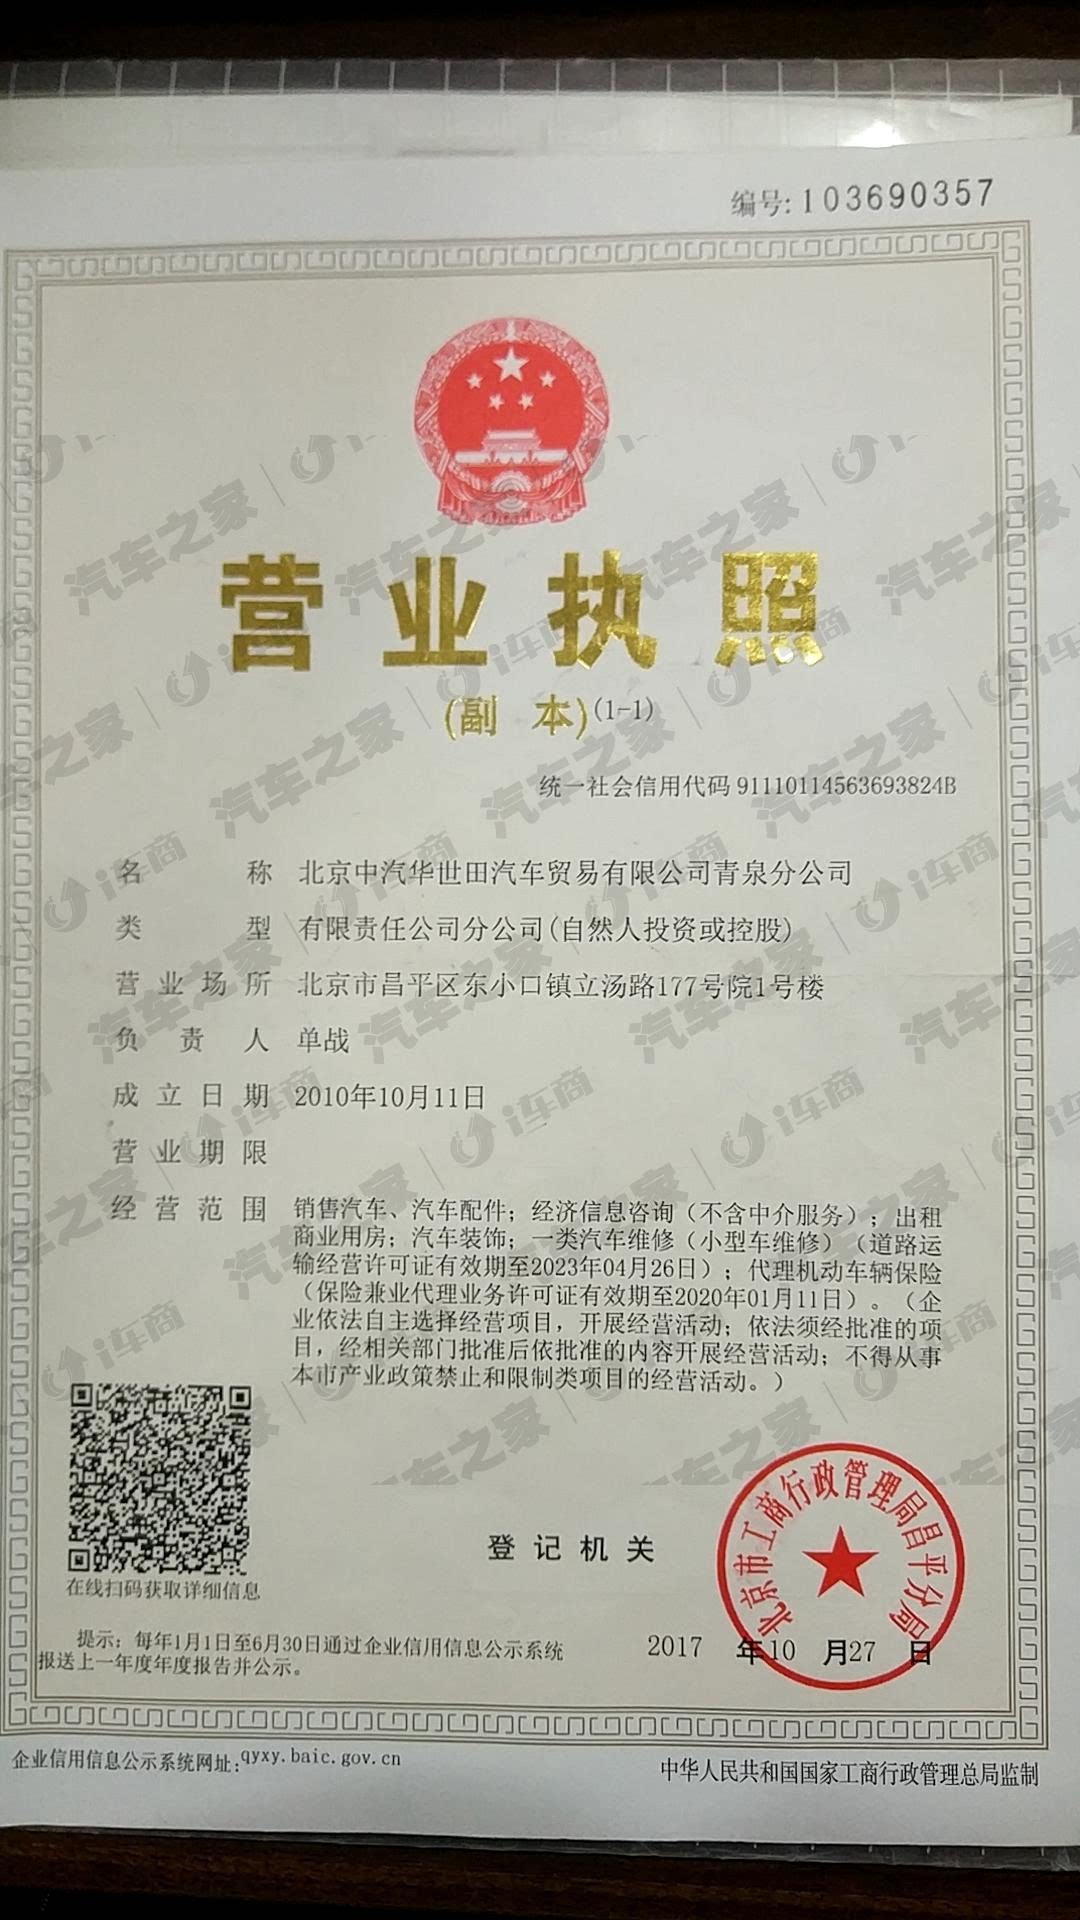 编号:103690357
营业执照
(副 本)(1-1)
统一社会信用代码 91110114563693824B
名 称 北京中汽华世田汽车贸易有限公司青泉分公司
类 型 有限责任公司分公司(自然人投资或控股)
营业场所 北京市昌平区东小口镇立汤路177号院1号楼
负责人 单战
成立日期 2010年10月11日
营业期限
经营范围 销售汽车、汽车配件；经济信息咨询（不含中介服务）；出租
商业用房；汽车装饰；一类汽车维修（小型车维修）（道路运
输经营许可证有效期至2023年04月26日）；代理机动车辆保险
（保险兼业代理业务许可证有效期至2020年01月11日）。（企
业依法自主选择经营项目，开展经营活动；依法须经批准的项
目，经相关部门批准后依批准的内容开展经营活动；不得从事
本市产业政策禁止和限制类项目的经营活动。）
在线扫码获取详细信息
登记机关
北京市工商行政管理局昌平分局
提示：每年1月1日至6月30日通过企业信用信息公示系统
报送上一年度年度报告并公示。
2017 年10 月27 日
企业信用信息公示系统网址:qyxy.baic.gov.cn
中华人民共和国国家工商行政管理总局监制
汽车之家 | i车商